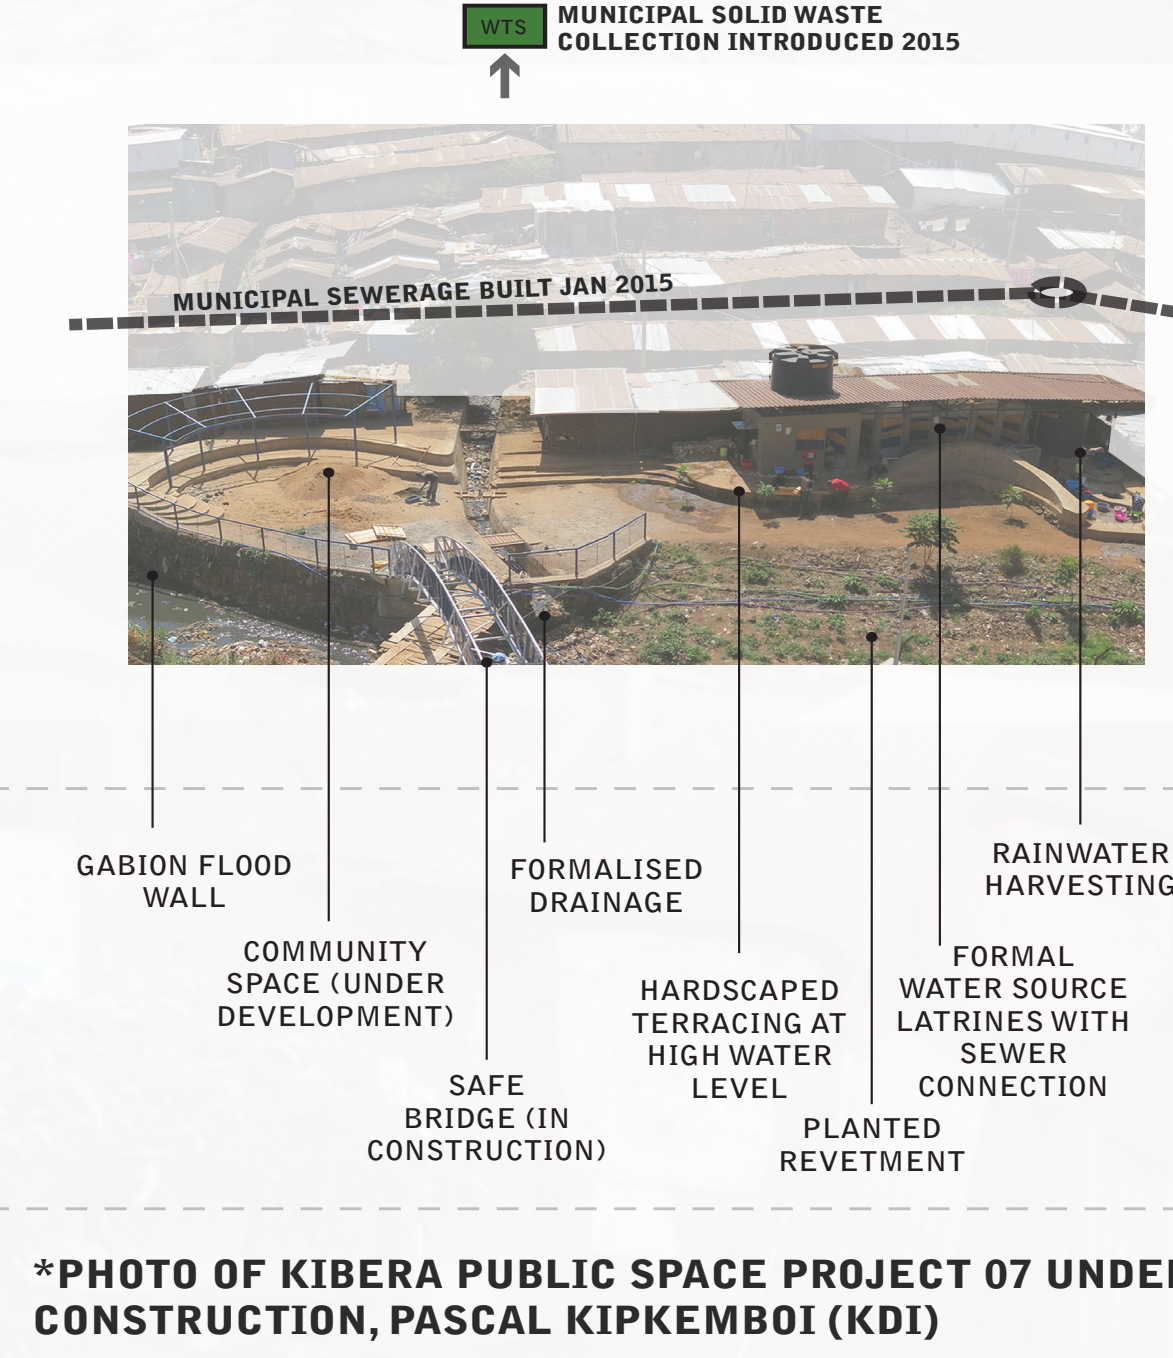 WTS
MUNICIPAL SOLID WASTE
COLLECTION INTRODUCED 2015
MUNICIPAL SEWERAGE BUILT JAN 2015
GABION FLOOD
WALL
COMMUNITY
SPACE (UNDER
DEVELOPMENT)
SAFE
BRIDGE (IN
CONSTRUCTION)
FORMALISED
DRAINAGE
HARDSCAPED
TERRACING AT
HIGH WATER
LEVEL
PLANTED
REVETMENT
FORMAL
WATER SOURCE
LATRINES WITH
SEWER
CONNECTION
RAINWATER
HARVESTING
*PHOTO OF KIBERA PUBLIC SPACE PROJECT 07 UNDER
CONSTRUCTION, PASCAL KIPKEMBOI (KDI)